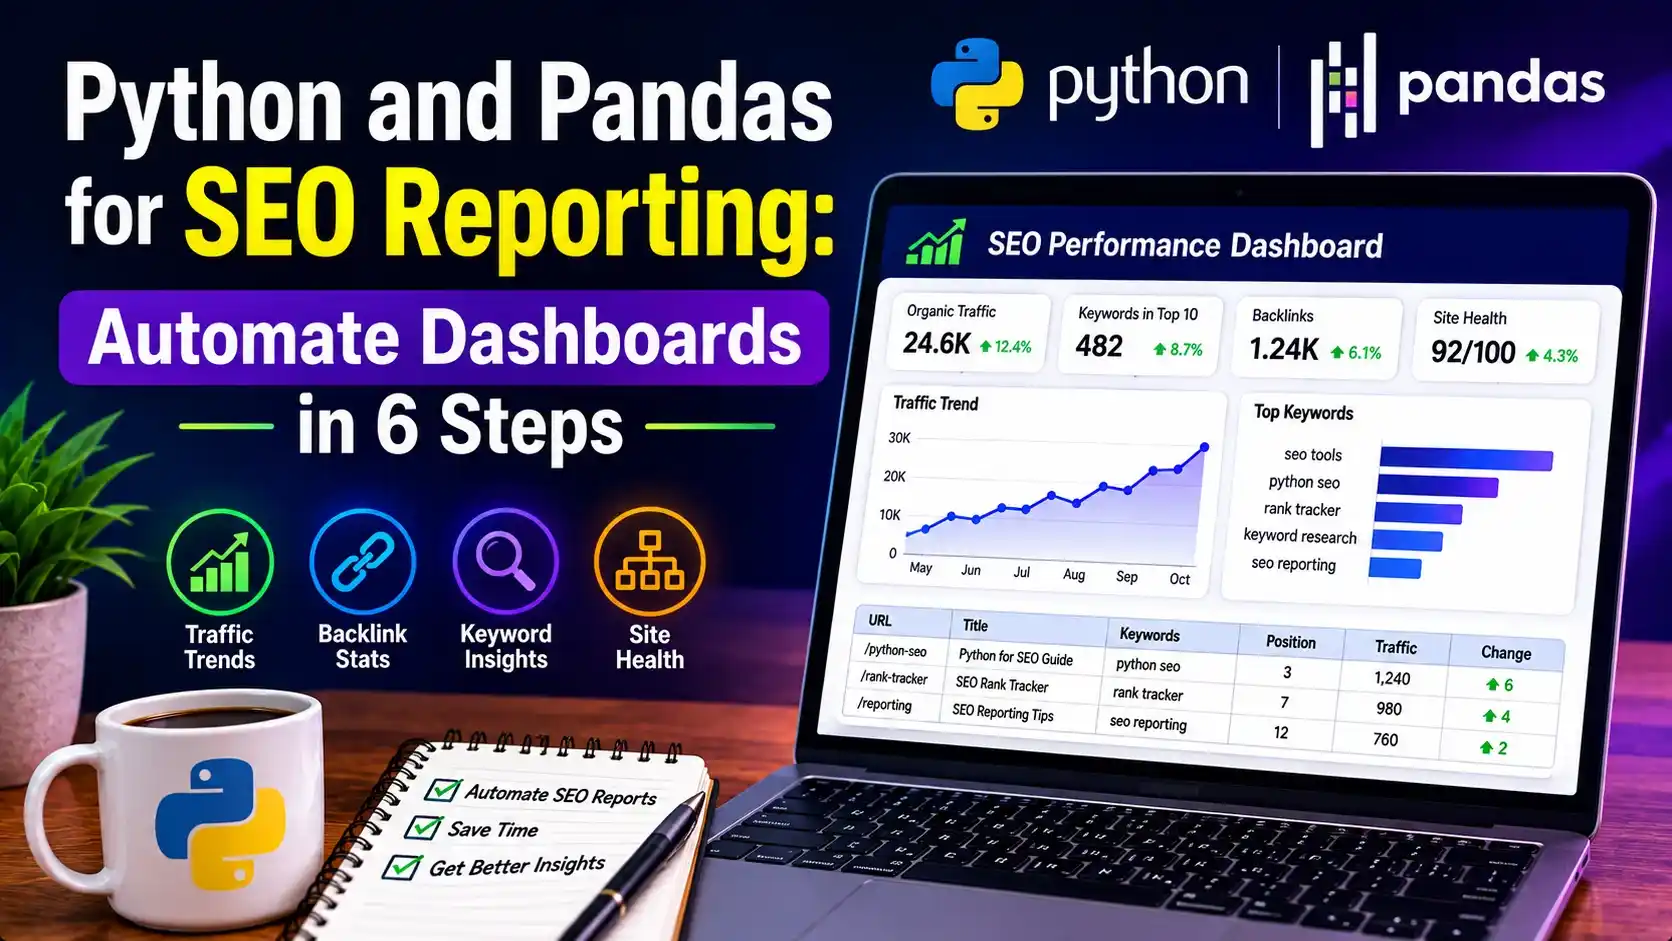 Python and Pandas
for SEO Reporting:
Automate Dashboards
in 6 Steps
Traffic
Trends
Backlink
Stats
Keyword
Insights
Site
Health
python
pandas
SEO Performance Dashboard
Organic Traffic
24.6K 12.4%
Keywords in Top 10
482 8.7%
Backlinks
1.24K 6.1%
Site Health
92/100 4.3%
Traffic Trend
30K
20K
10K
0
May Jun Jul Aug Sep Oct
Top Keywords
seo tools
python seo
rank tracker
keyword research
seo reporting
URL Title Keywords Position Traffic Change
/python-seo Python for SEO Guide python seo 3 1,240 6
/rank-tracker SEO Rank Tracker rank tracker 7 980 4
/reporting SEO Reporting Tips seo reporting 12 760 2
Automate SEO Reports
Save Time
Get Better Insights